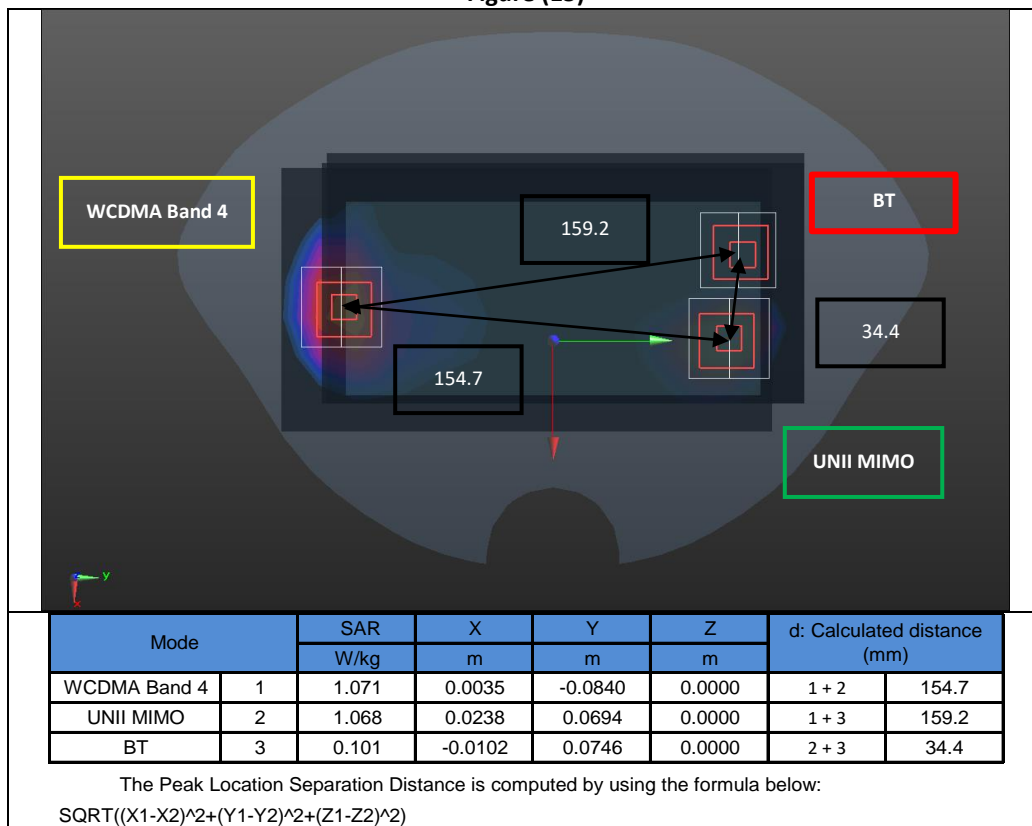 WCDMA Band 4
BT
159.2
34.4
154.7
UNII MIMO
y
x
Mode SAR X Y Z d: Calculated distance (mm)
W/kg m m m
WCDMA Band 4 1 1.071 0.0035 -0.0840 0.0000 1 + 2 154.7
UNII MIMO 2 1.068 0.0238 0.0694 0.0000 1 + 3 159.2
BT 3 0.101 -0.0102 0.0746 0.0000 2 + 3 34.4
The Peak Location Separation Distance is computed by using the formula below:
SQRT((X1-X2)^2+(Y1-Y2)^2+(Z1-Z2)^2)